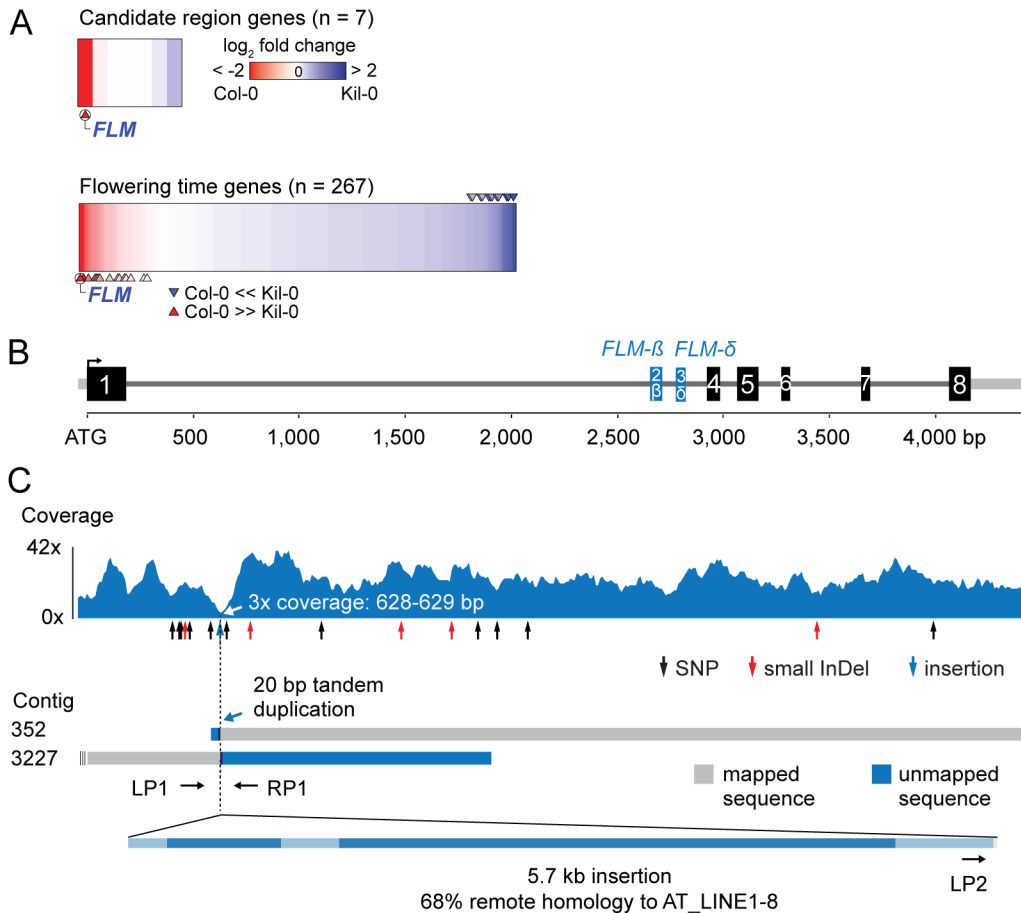 A
Candidate region genes (n = 7)
log2 fold change
< -2 0 > 2
Col-0 Kil-0
FLM
Flowering time genes (n = 267)
FLM
Col-0 << Kil-0
Col-0 >> Kil-0
B
FLM-ß FLM-δ
1 2 3 4 5 6 7 8
β δ
ATG 500 1,000 1,500 2,000 2,500 3,000 3,500 4,000 bp
C
Coverage
42x
3x coverage: 628-629 bp
0x
SNP small InDel insertion
20 bp tandem
duplication
Contig
352
3227
LP1 RP1
mapped
sequence
unmapped
sequence
5.7 kb insertion
LP2
68% remote homology to AT_LINE1-8